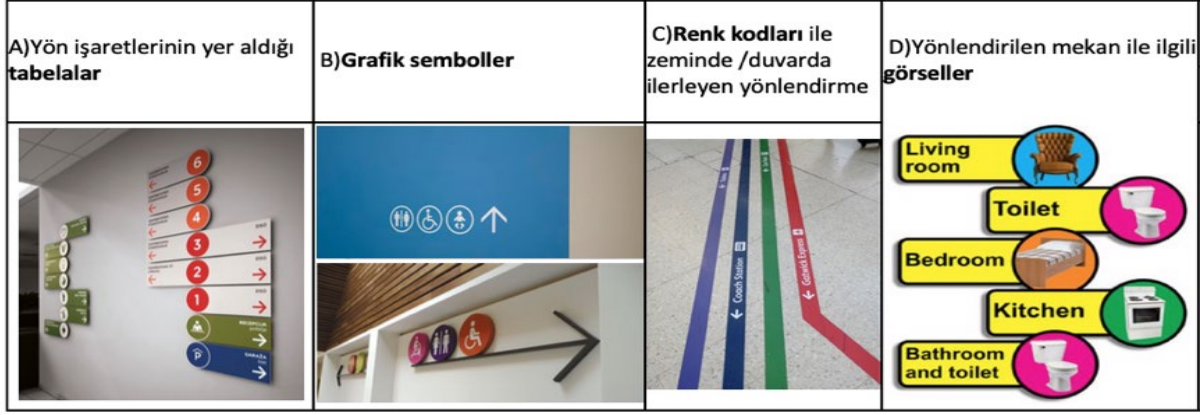 A)Yön işaretlerinin yer aldığı
tabelalar
B)Grafik semboller
C)Renk kodları ile
zeminde /duvarda
ilerleyen yönlendirme
D)Yönlendirilen mekan ile ilgili
görseller
6
5
4
3
2
1
P
Coach Station
Gatwick Express
Living
room
Toilet
Bedroom
Kitchen
Bathroom
and toilet